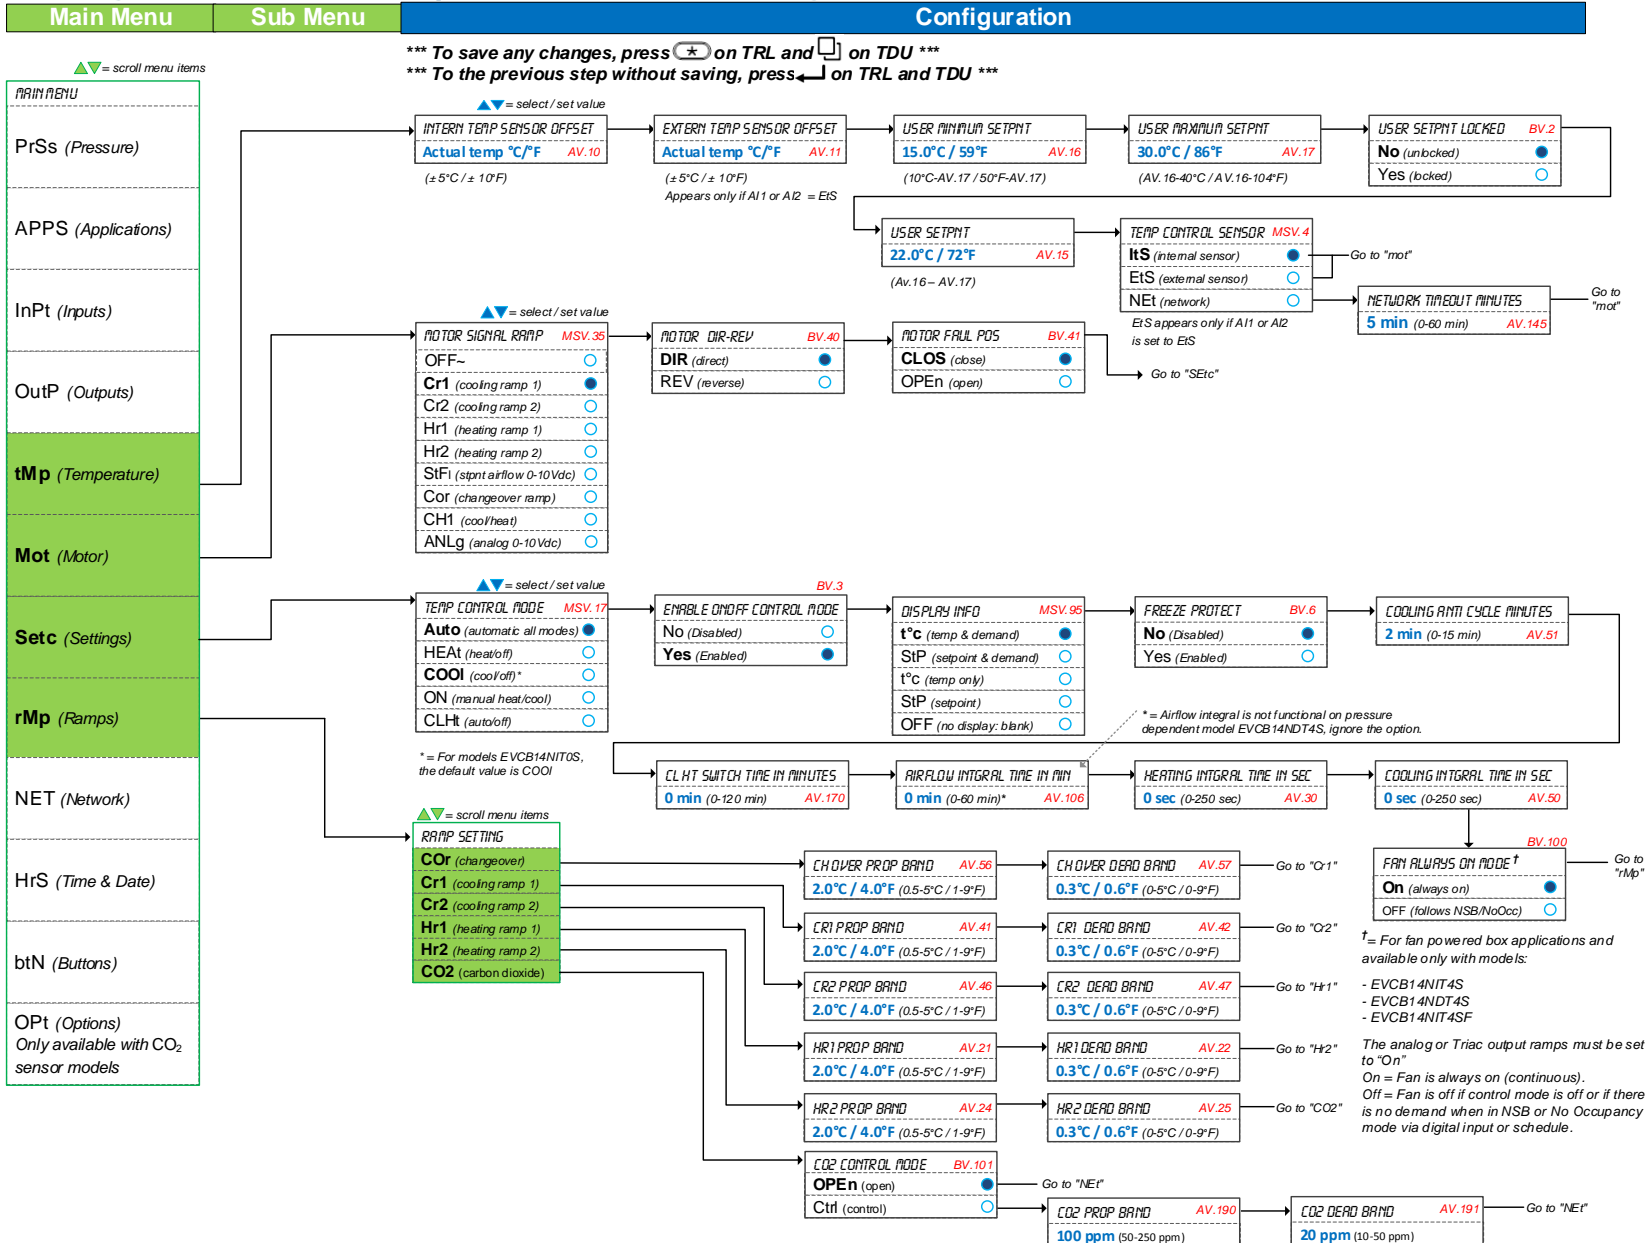 Main Menu
Sub Menu
Configuration
*** To save any changes, press * on TRL and on TDU ***
*** To the previous step without saving, press on TRL and TDU ***
= scroll menu items
MAIN MENU
PrSs (Pressure)
APPS (Applications)
InPt (Inputs)
OutP (Outputs)
tMp (Temperature)
Mot (Motor)
Setc (Settings)
rMp (Ramps)
NET (Network)
HrS (Time & Date)
btN (Buttons)
OPt (Options)
Only available with CO₂
sensor models
= select / set value
INTERN TEMP SENSOR OFFSET
Actual temp °C/°F AV.10
(± 5°C / ± 10°F)
EXTERN TEMP SENSOR OFFSET
Actual temp °C/°F AV.11
(± 5°C / ± 10°F)
Appears only if AI1 or AI2 = EtS
USER MINIMUM SETPNT
15.0°C / 59°F AV.16
(10°C-AV.17 / 50°F-AV.17)
USER MAXIMUM SETPNT
30.0°C / 86°F AV.17
(AV.16-40°C / AV.16-104°F)
USER SETPNT LOCKED BV.2
No (unlocked)
Yes (locked)
USER SETPNT
22.0°C / 72°F AV.15
(Av.16 – AV.17)
TEMP CONTROL SENSOR MSV.4
ItS (internal sensor)
EtS (external sensor)
NEt (network)
EtS appears only if AI1 or AI2
is set to EtS
Go to "mot"
NETWORK TIMEOUT MINUTES
5 min (0-60 min) AV.145
Go to
"mot"
= select / set value
MOTOR SIGNAL RAMP MSV.35
OFF~
Cr1 (cooling ramp 1)
Cr2 (cooling ramp 2)
Hr1 (heating ramp 1)
Hr2 (heating ramp 2)
StFl (stpnt airflow 0-10Vdc)
Cor (changeover ramp)
CH1 (cool/heat)
ANLg (analog 0-10Vdc)
MOTOR DIR-REV BV.40
DIR (direct)
REV (reverse)
MOTOR FAUL POS BV.41
CLOS (close)
OPEn (open)
Go to "SEtc"
= select / set value
TEMP CONTROL MODE MSV.17
Auto (automatic all modes)
HEAt (heat/off)
COOl (cool/off)*
ON (manual heat/cool)
CLHt (auto/off)
* = For models EVCB14NIT0S,
the default value is COOl
BV.3
ENABLE ONOFF CONTROL MODE
No (Disabled)
Yes (Enabled)
DISPLAY INFO MSV.95
t°c (temp & demand)
StP (setpoint & demand)
t°c (temp only)
StP (setpoint)
OFF (no display: blank)
FREEZE PROTECT BV.6
No (Disabled)
Yes (Enabled)
COOLING ANTI CYCLE MINUTES
2 min (0-15 min) AV.51
* = Airflow integral is not functional on pressure
dependent model EVCB14NDT4S, ignore the option.
CLHT SWITCH TIME IN MINUTES
0 min (0-120 min) AV.170
AIRFLOW INTGRAL TIME IN MIN
0 min (0-60 min)* AV.106
HEATING INTGRAL TIME IN SEC
0 sec (0-250 sec) AV.30
COOLING INTGRAL TIME IN SEC
0 sec (0-250 sec) AV.50
BV.100
FAN ALWAYS ON MODE †
On (always on)
OFF (follows NSB/NoOcc)
Go to
"rMp"
† = For fan powered box applications and
available only with models:
- EVCB14NIT4S
- EVCB14NDT4S
- EVCB14NIT4SF
The analog or Triac output ramps must be set
to "On"
On = Fan is always on (continuous).
Off = Fan is off if control mode is off or if there
is no demand when in NSB or No Occupancy
mode via digital input or schedule.
= scroll menu items
RAMP SETTING
COr (changeover)
Cr1 (cooling ramp 1)
Cr2 (cooling ramp 2)
Hr1 (heating ramp 1)
Hr2 (heating ramp 2)
CO2 (carbon dioxide)
CHOVER PROP BAND AV.56
2.0°C / 4.0°F (0.5-5°C / 1-9°F)
CHOVER DEAD BAND AV.57
0.3°C / 0.6°F (0-5°C / 0-9°F)
Go to "Cr1"
CR1 PROP BAND AV.41
2.0°C / 4.0°F (0.5-5°C / 1-9°F)
CR1 DEAD BAND AV.42
0.3°C / 0.6°F (0-5°C / 0-9°F)
Go to "Cr2"
CR2 PROP BAND AV.46
2.0°C / 4.0°F (0.5-5°C / 1-9°F)
CR2 DEAD BAND AV.47
0.3°C / 0.6°F (0-5°C / 0-9°F)
Go to "Hr1"
HR1 PROP BAND AV.21
2.0°C / 4.0°F (0.5-5°C / 1-9°F)
HR1 DEAD BAND AV.22
0.3°C / 0.6°F (0-5°C / 0-9°F)
Go to "Hr2"
HR2 PROP BAND AV.24
2.0°C / 4.0°F (0.5-5°C / 1-9°F)
HR2 DEAD BAND AV.25
0.3°C / 0.6°F (0-5°C / 0-9°F)
Go to "CO2"
CO2 CONTROL MODE BV.101
OPEn (open)
Ctrl (control)
Go to "NEt"
CO2 PROP BAND AV.190
100 ppm (50-250 ppm)
CO2 DEAD BAND AV.191
20 ppm (10-50 ppm)
Go to "NEt"